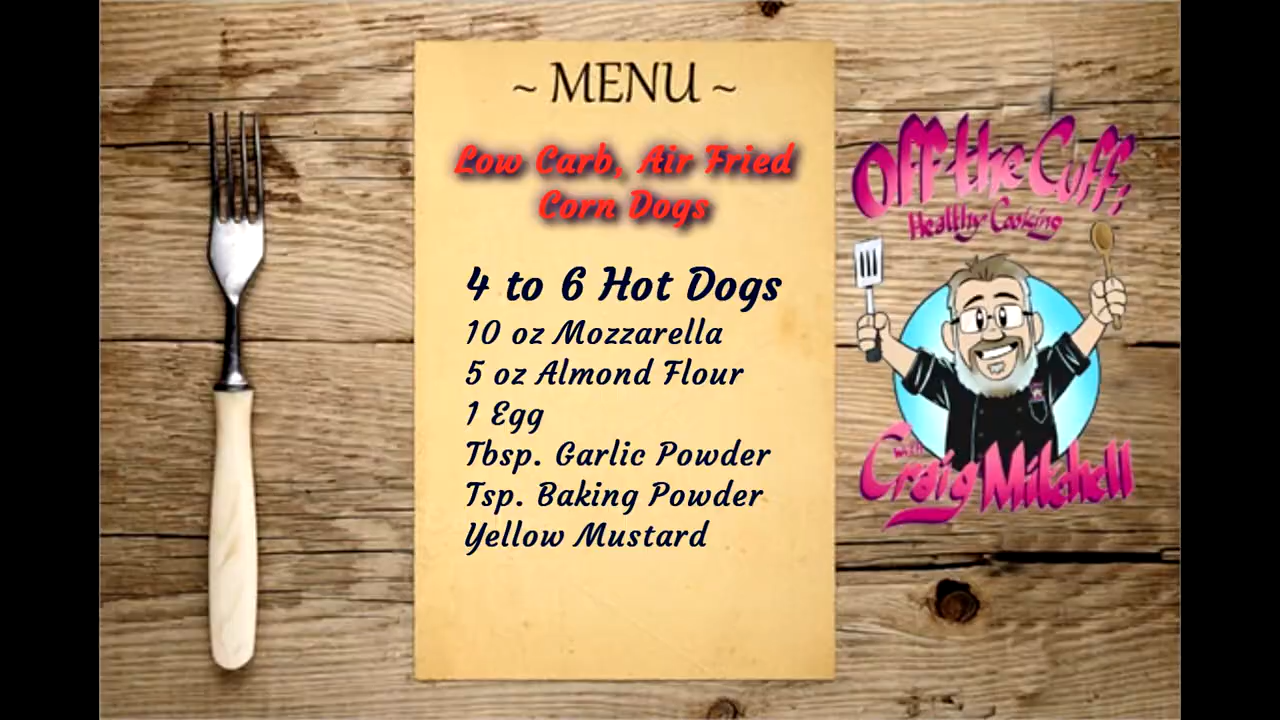 ~ MENU ~
Low Carb, Air Fried
Corn Dogs
4 to 6 Hot Dogs
10 oz Mozzarella
5 oz Almond Flour
1 Egg
Tbsp. Garlic Powder
Tsp. Baking Powder
Yellow Mustard
Off the Cuff:
Healthy Cooking
with
Craig Mitchell